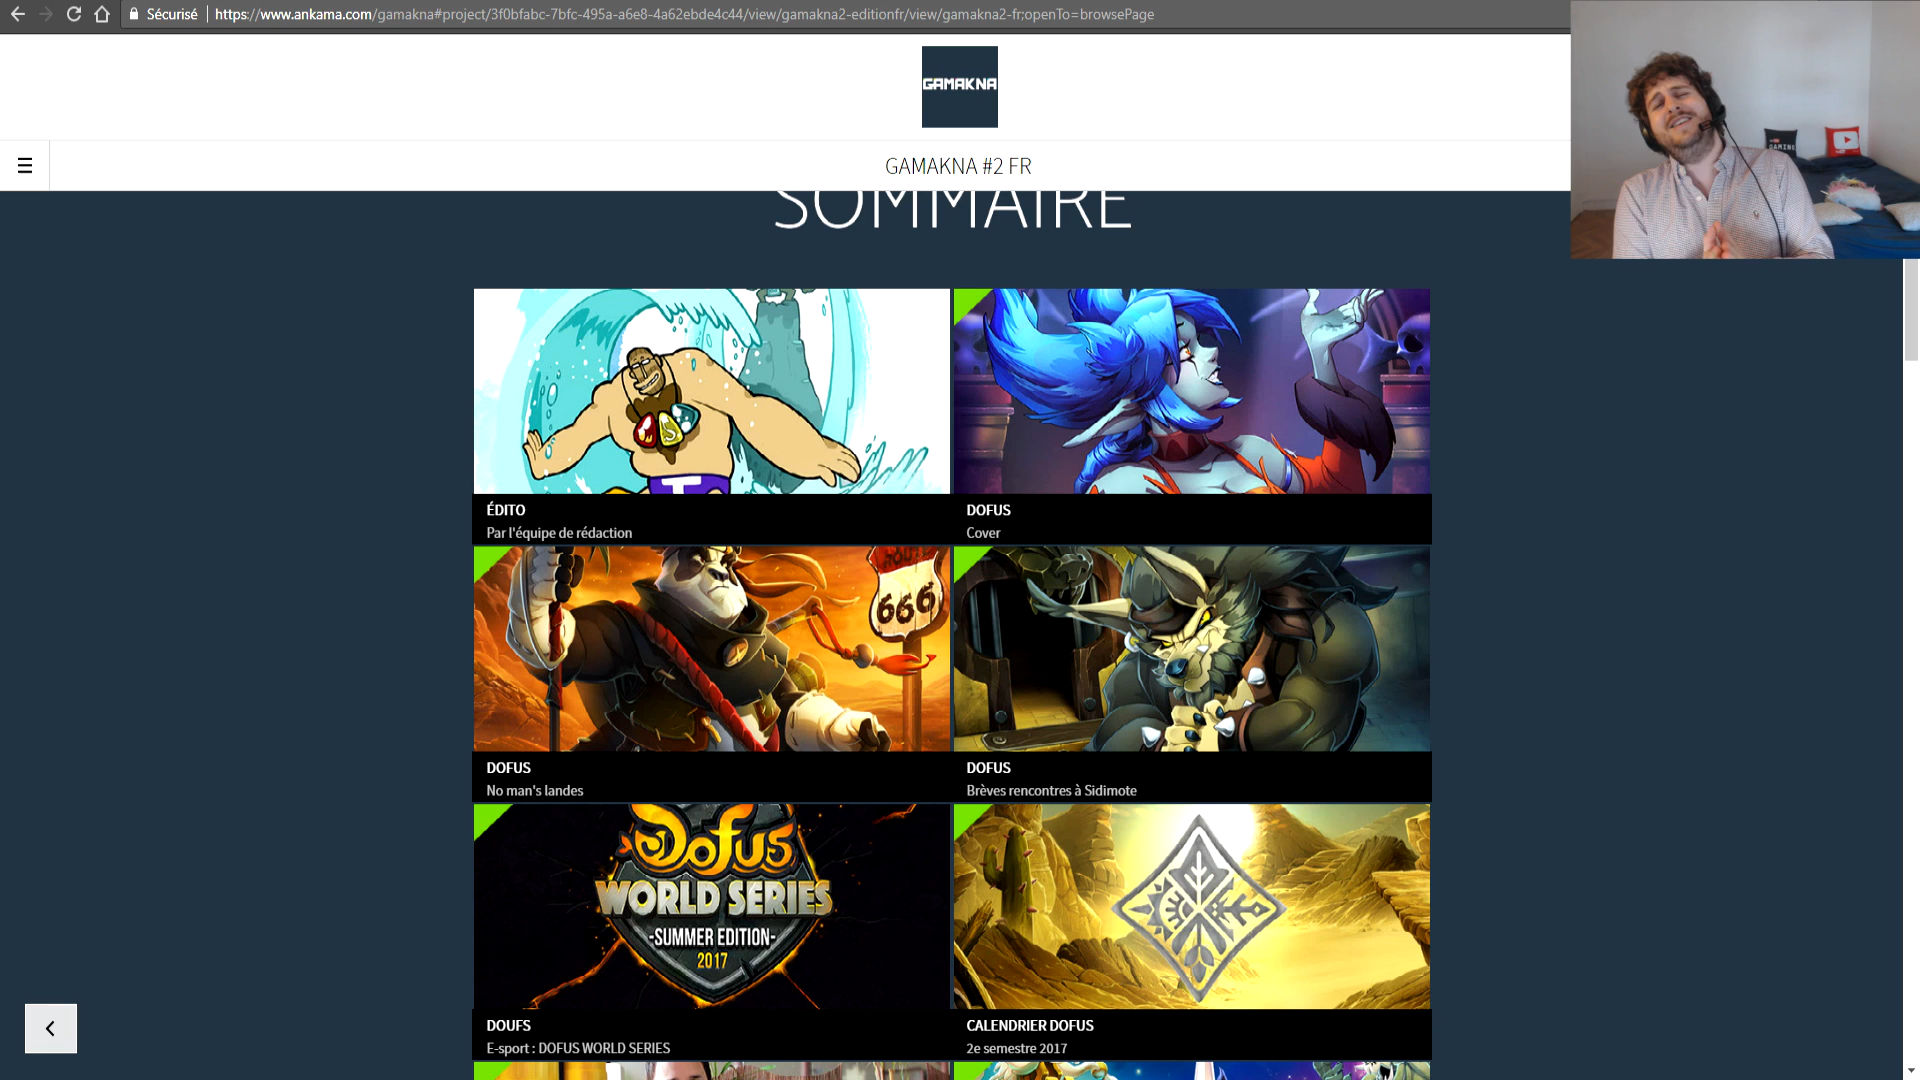 Sécurisé
https://www.ankama.com/gamakna#project/3f0bfabc-7bfc-495a-a6e8-4a62ebde4c44/view/gamakna2-editionfr/view/gamakna2-fr;openTo=browsePage
GAMAKNA
GAMAKNA #2 FR
SOMMAIRE
GAMING
T
ÉDITO
Par l'équipe de rédaction
DOFUS
Cover
666
DOFUS
No man's landes
DOFUS
Brèves rencontres à Sidimote
DOFUS
WORLD SERIES
-SUMMER EDITION-
2017
DOUFS
E-sport : DOFUS WORLD SERIES
CALENDRIER DOFUS
2e semestre 2017